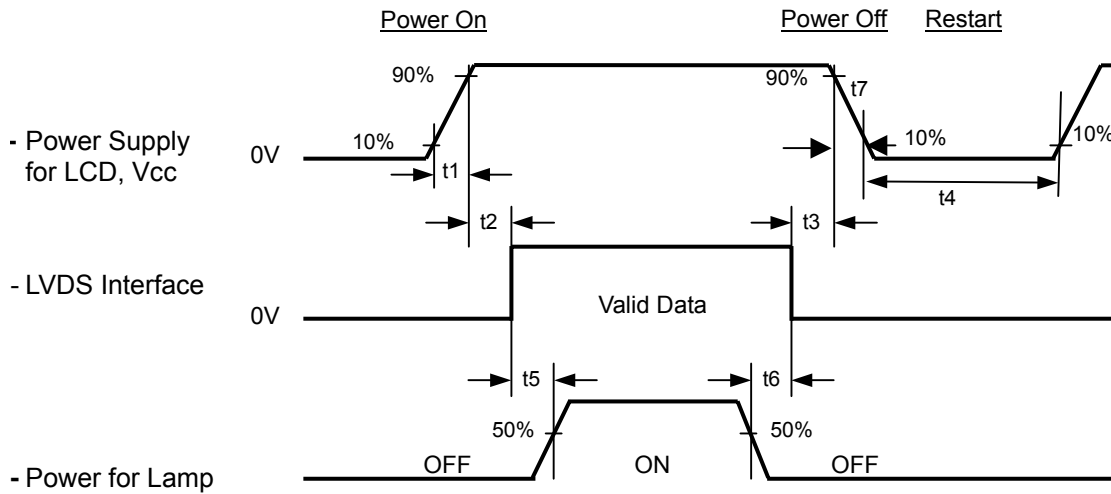 Power On
Power Off
Restart
90%
90%
t7
- Power Supply
for LCD, Vcc
0V
10%
10%
10%
t1
t4
t2
t3
- LVDS Interface
0V
Valid Data
t5
t6
50%
50%
- Power for Lamp
OFF
ON
OFF